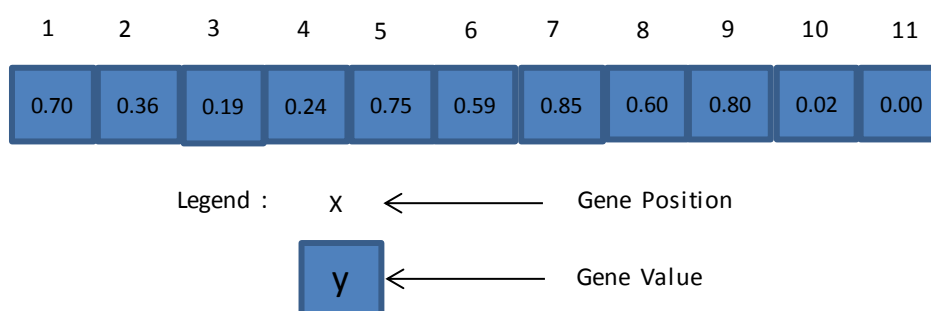 1 2 3 4 5 6 7 8 9 10 11
0.70 0.36 0.19 0.24 0.75 0.59 0.85 0.60 0.80 0.02 0.00
Legend : X Gene Position
y Gene Value